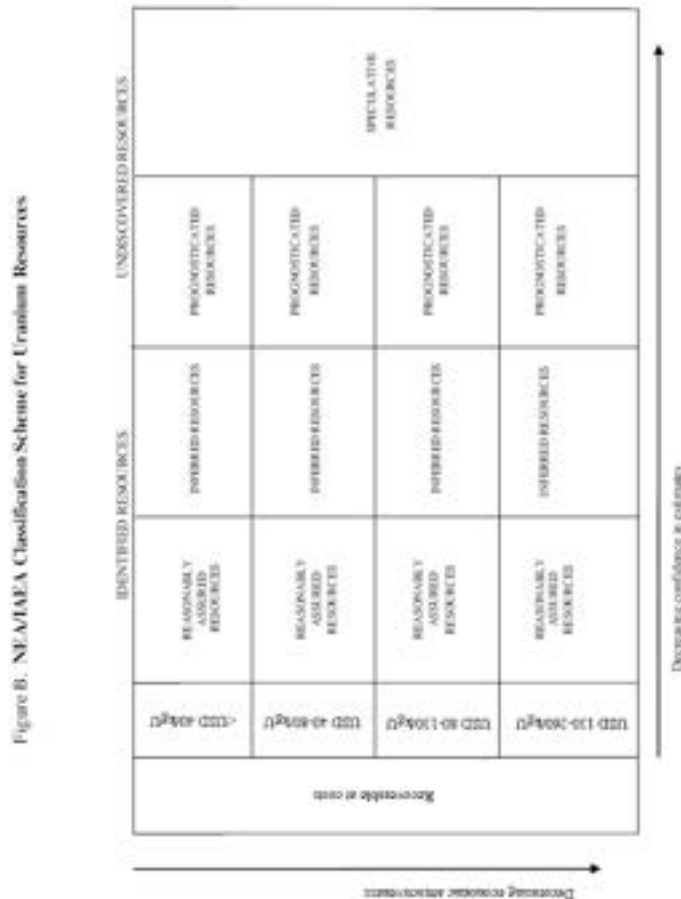 Figure B. NEA/IAEA Classification Scheme for Uranium Resources
IDENTIFIED RESOURCES
UNDISCOVERED RESOURCES
Recoverable at costs
<USD 40/kgU
REASONABLY
ASSURED
RESOURCES
INFERRED RESOURCES
PROGNOSTICATED
RESOURCES
USD 40-80/kgU
REASONABLY
ASSURED
RESOURCES
INFERRED RESOURCES
PROGNOSTICATED
RESOURCES
USD 80-130/kgU
REASONABLY
ASSURED
RESOURCES
INFERRED RESOURCES
PROGNOSTICATED
RESOURCES
USD 130-260/kgU
REASONABLY
ASSURED
RESOURCES
INFERRED RESOURCES
PROGNOSTICATED
RESOURCES
SPECULATIVE
RESOURCES
Decreasing economic attractiveness
Decreasing confidence in estimates